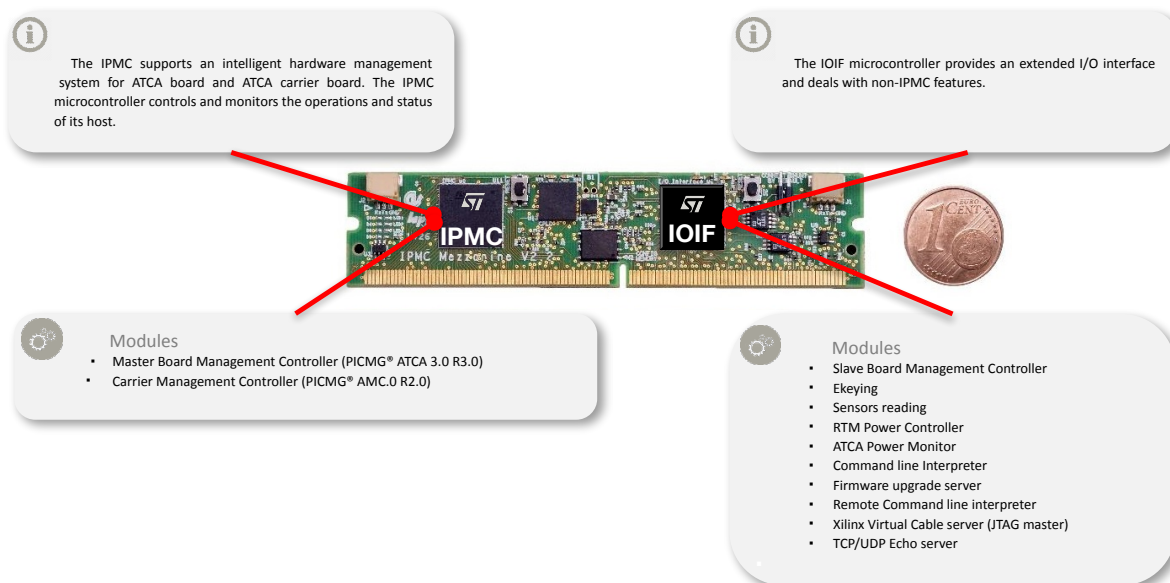 The IPMC supports an intelligent hardware management
system for ATCA board and ATCA carrier board. The IPMC
microcontroller controls and monitors the operations and status
of its host.
The IOIF microcontroller provides an extended I/O interface
and deals with non-IPMC features.
IPMC
IOIF
IPMC Mezzanine V2.2
1
EURO
CENT
Modules
▪ Master Board Management Controller (PICMG® ATCA 3.0 R3.0)
▪ Carrier Management Controller (PICMG® AMC.0 R2.0)
Modules
▪ Slave Board Management Controller
▪ Ekeying
▪ Sensors reading
▪ RTM Power Controller
▪ ATCA Power Monitor
▪ Command line Interpreter
▪ Firmware upgrade server
▪ Remote Command line interpreter
▪ Xilinx Virtual Cable server (JTAG master)
▪ TCP/UDP Echo server